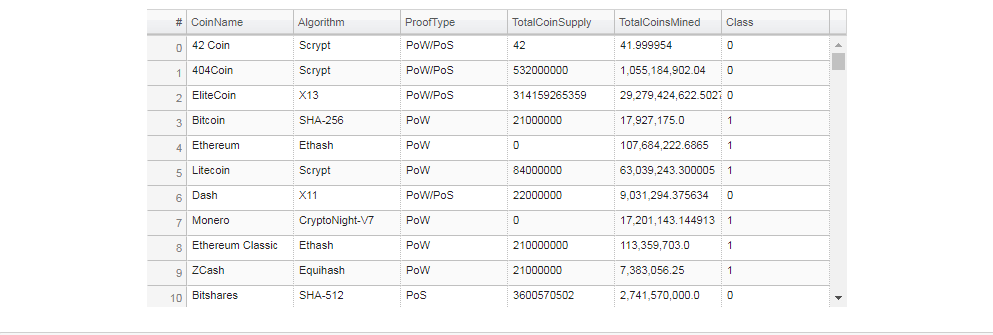 # CoinName Algorithm ProofType TotalCoinSupply TotalCoinsMined Class
0 42 Coin Scrypt PoW/PoS 42 41.999954 0
1 404Coin Scrypt PoW/PoS 532000000 1,055,184,902.04 0
2 EliteCoin X13 PoW/PoS 314159265359 29,279,424,622.5027 0
3 Bitcoin SHA-256 PoW 21000000 17,927,175.0 1
4 Ethereum Ethash PoW 0 107,684,222.6865 1
5 Litecoin Scrypt PoW 84000000 63,039,243.300005 1
6 Dash X11 PoW/PoS 22000000 9,031,294.375634 0
7 Monero CryptoNight-V7 PoW 0 17,201,143.144913 1
8 Ethereum Classic Ethash PoW 210000000 113,359,703.0 1
9 ZCash Equihash PoW 21000000 7,383,056.25 1
10 Bitshares SHA-512 PoS 3600570502 2,741,570,000.0 0